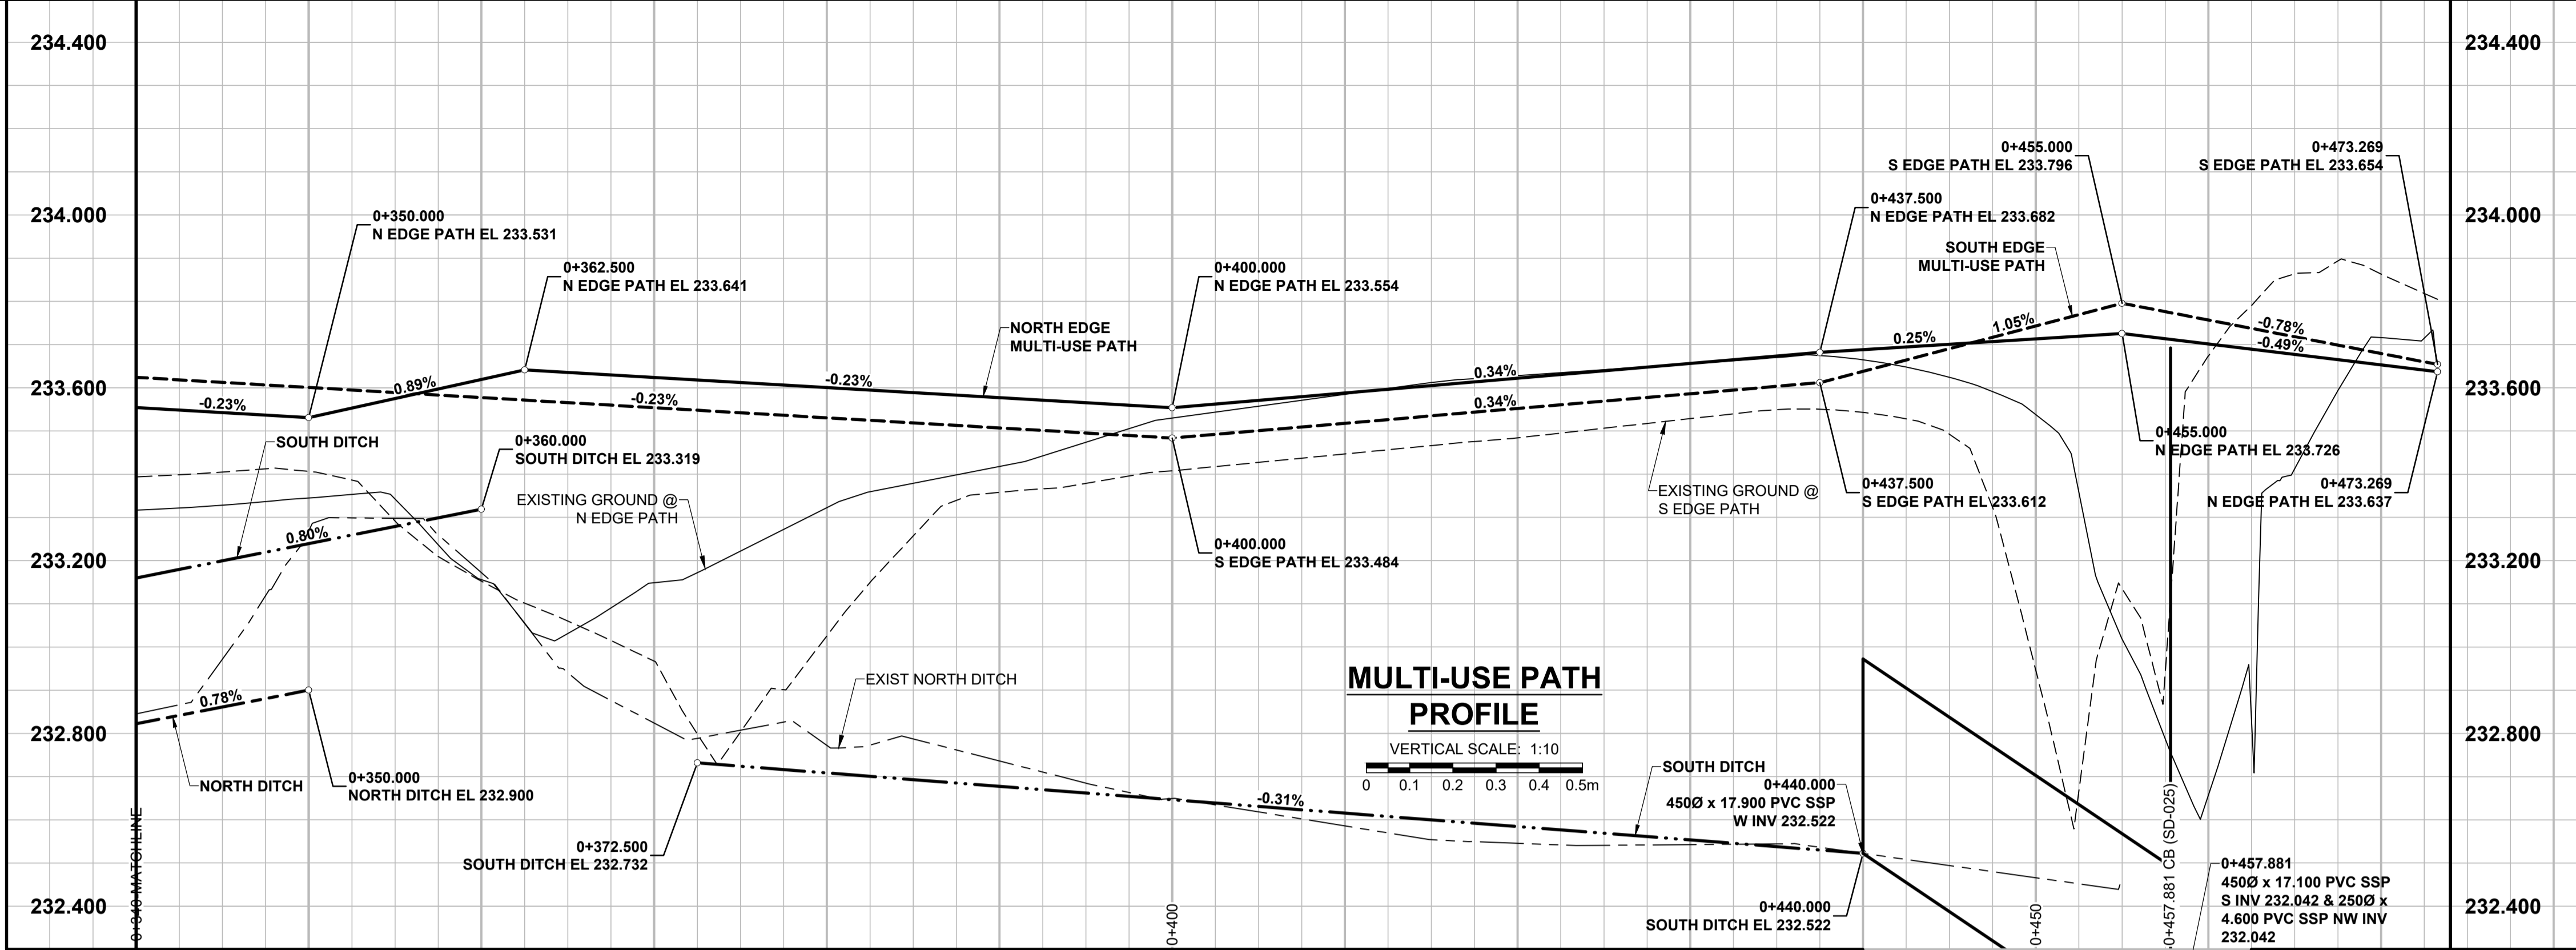 234.400
234.400
0+455.000
S EDGE PATH EL 233.796
0+473.269
S EDGE PATH EL 233.654
234.000
0+350.000
N EDGE PATH EL 233.531
0+437.500
N EDGE PATH EL 233.682
234.000
SOUTH EDGE
MULTI-USE PATH
0+362.500
N EDGE PATH EL 233.641
0+400.000
N EDGE PATH EL 233.554
NORTH EDGE
MULTI-USE PATH
1.05%
0.25%
-0.78%
-0.49%
233.600
-0.23%
0.89%
-0.23%
-0.23%
0.34%
0.34%
233.600
SOUTH DITCH
0+360.000
SOUTH DITCH EL 233.319
0+455.000
N EDGE PATH EL 233.726
EXISTING GROUND @
N EDGE PATH
EXISTING GROUND @
S EDGE PATH
0+437.500
S EDGE PATH EL 233.612
0+473.269
N EDGE PATH EL 233.637
0.80%
0+400.000
S EDGE PATH EL 233.484
233.200
233.200
EXIST NORTH DITCH
MULTI-USE PATH
PROFILE
VERTICAL SCALE: 1:10
0 0.1 0.2 0.3 0.4 0.5m
0.78%
232.800
232.800
NORTH DITCH
0+350.000
NORTH DITCH EL 232.900
SOUTH DITCH
0+440.000
450Ø x 17.900 PVC SSP
W INV 232.522
-0.31%
0+372.500
SOUTH DITCH EL 232.732
0+457.881
450Ø x 17.100 PVC SSP
S INV 232.042 & 250Ø x
4.600 PVC SSP NW INV
232.042
0+440.000
SOUTH DITCH EL 232.522
232.400
232.400
0+340 MATCHLINE
0+400
0+450
0+457.881 CB (SD-025)